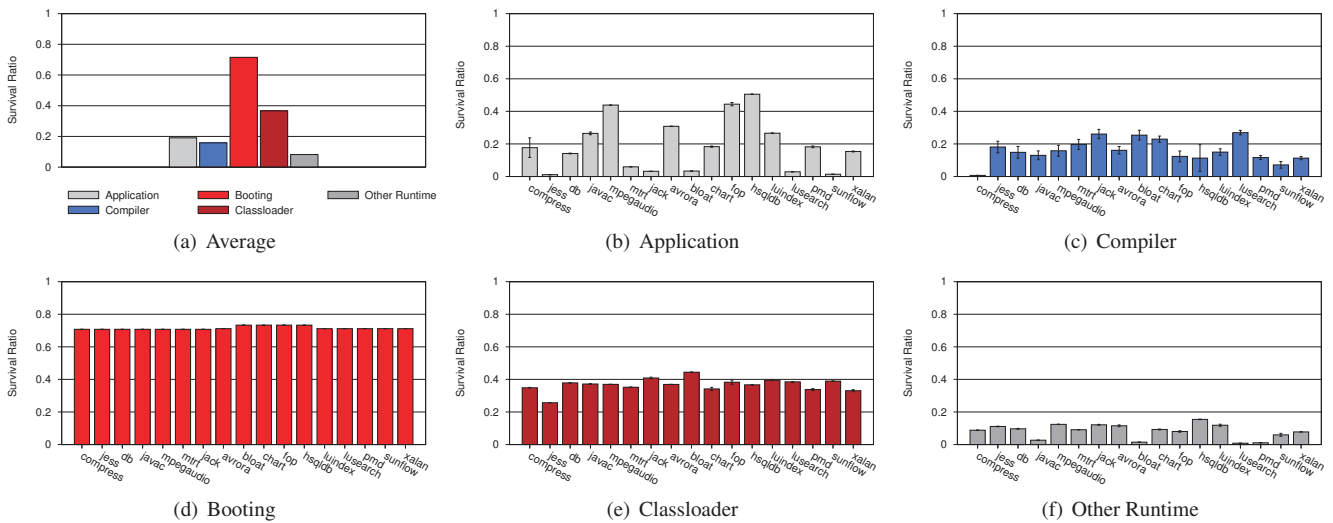 1
0.8
0.6
0.4
0.2
0
Survival Ratio
Application
Compiler
Booting
Classloader
Other Runtime
(a) Average
1
0.8
0.6
0.4
0.2
0
Survival Ratio
compress
jess
db
javac
mpegaudio
mtrt
jack
avrora
bloat
chart
fop
hsqldb
luindex
lusearch
pmd
sunflow
xalan
(b) Application
1
0.8
0.6
0.4
0.2
0
Survival Ratio
compress
jess
db
javac
mpegaudio
mtrt
jack
avrora
bloat
chart
fop
hsqldb
luindex
lusearch
pmd
sunflow
xalan
(c) Compiler
1
0.8
0.6
0.4
0.2
0
Survival Ratio
compress
jess
db
javac
mpegaudio
mtrt
jack
avrora
bloat
chart
fop
hsqldb
luindex
lusearch
pmd
sunflow
xalan
(d) Booting
1
0.8
0.6
0.4
0.2
0
Survival Ratio
compress
jess
db
javac
mpegaudio
mtrt
jack
avrora
bloat
chart
fop
hsqldb
luindex
lusearch
pmd
sunflow
xalan
(e) Classloader
1
0.8
0.6
0.4
0.2
0
Survival Ratio
compress
jess
db
javac
mpegaudio
mtrt
jack
avrora
bloat
chart
fop
hsqldb
luindex
lusearch
pmd
sunflow
xalan
(f) Other Runtime